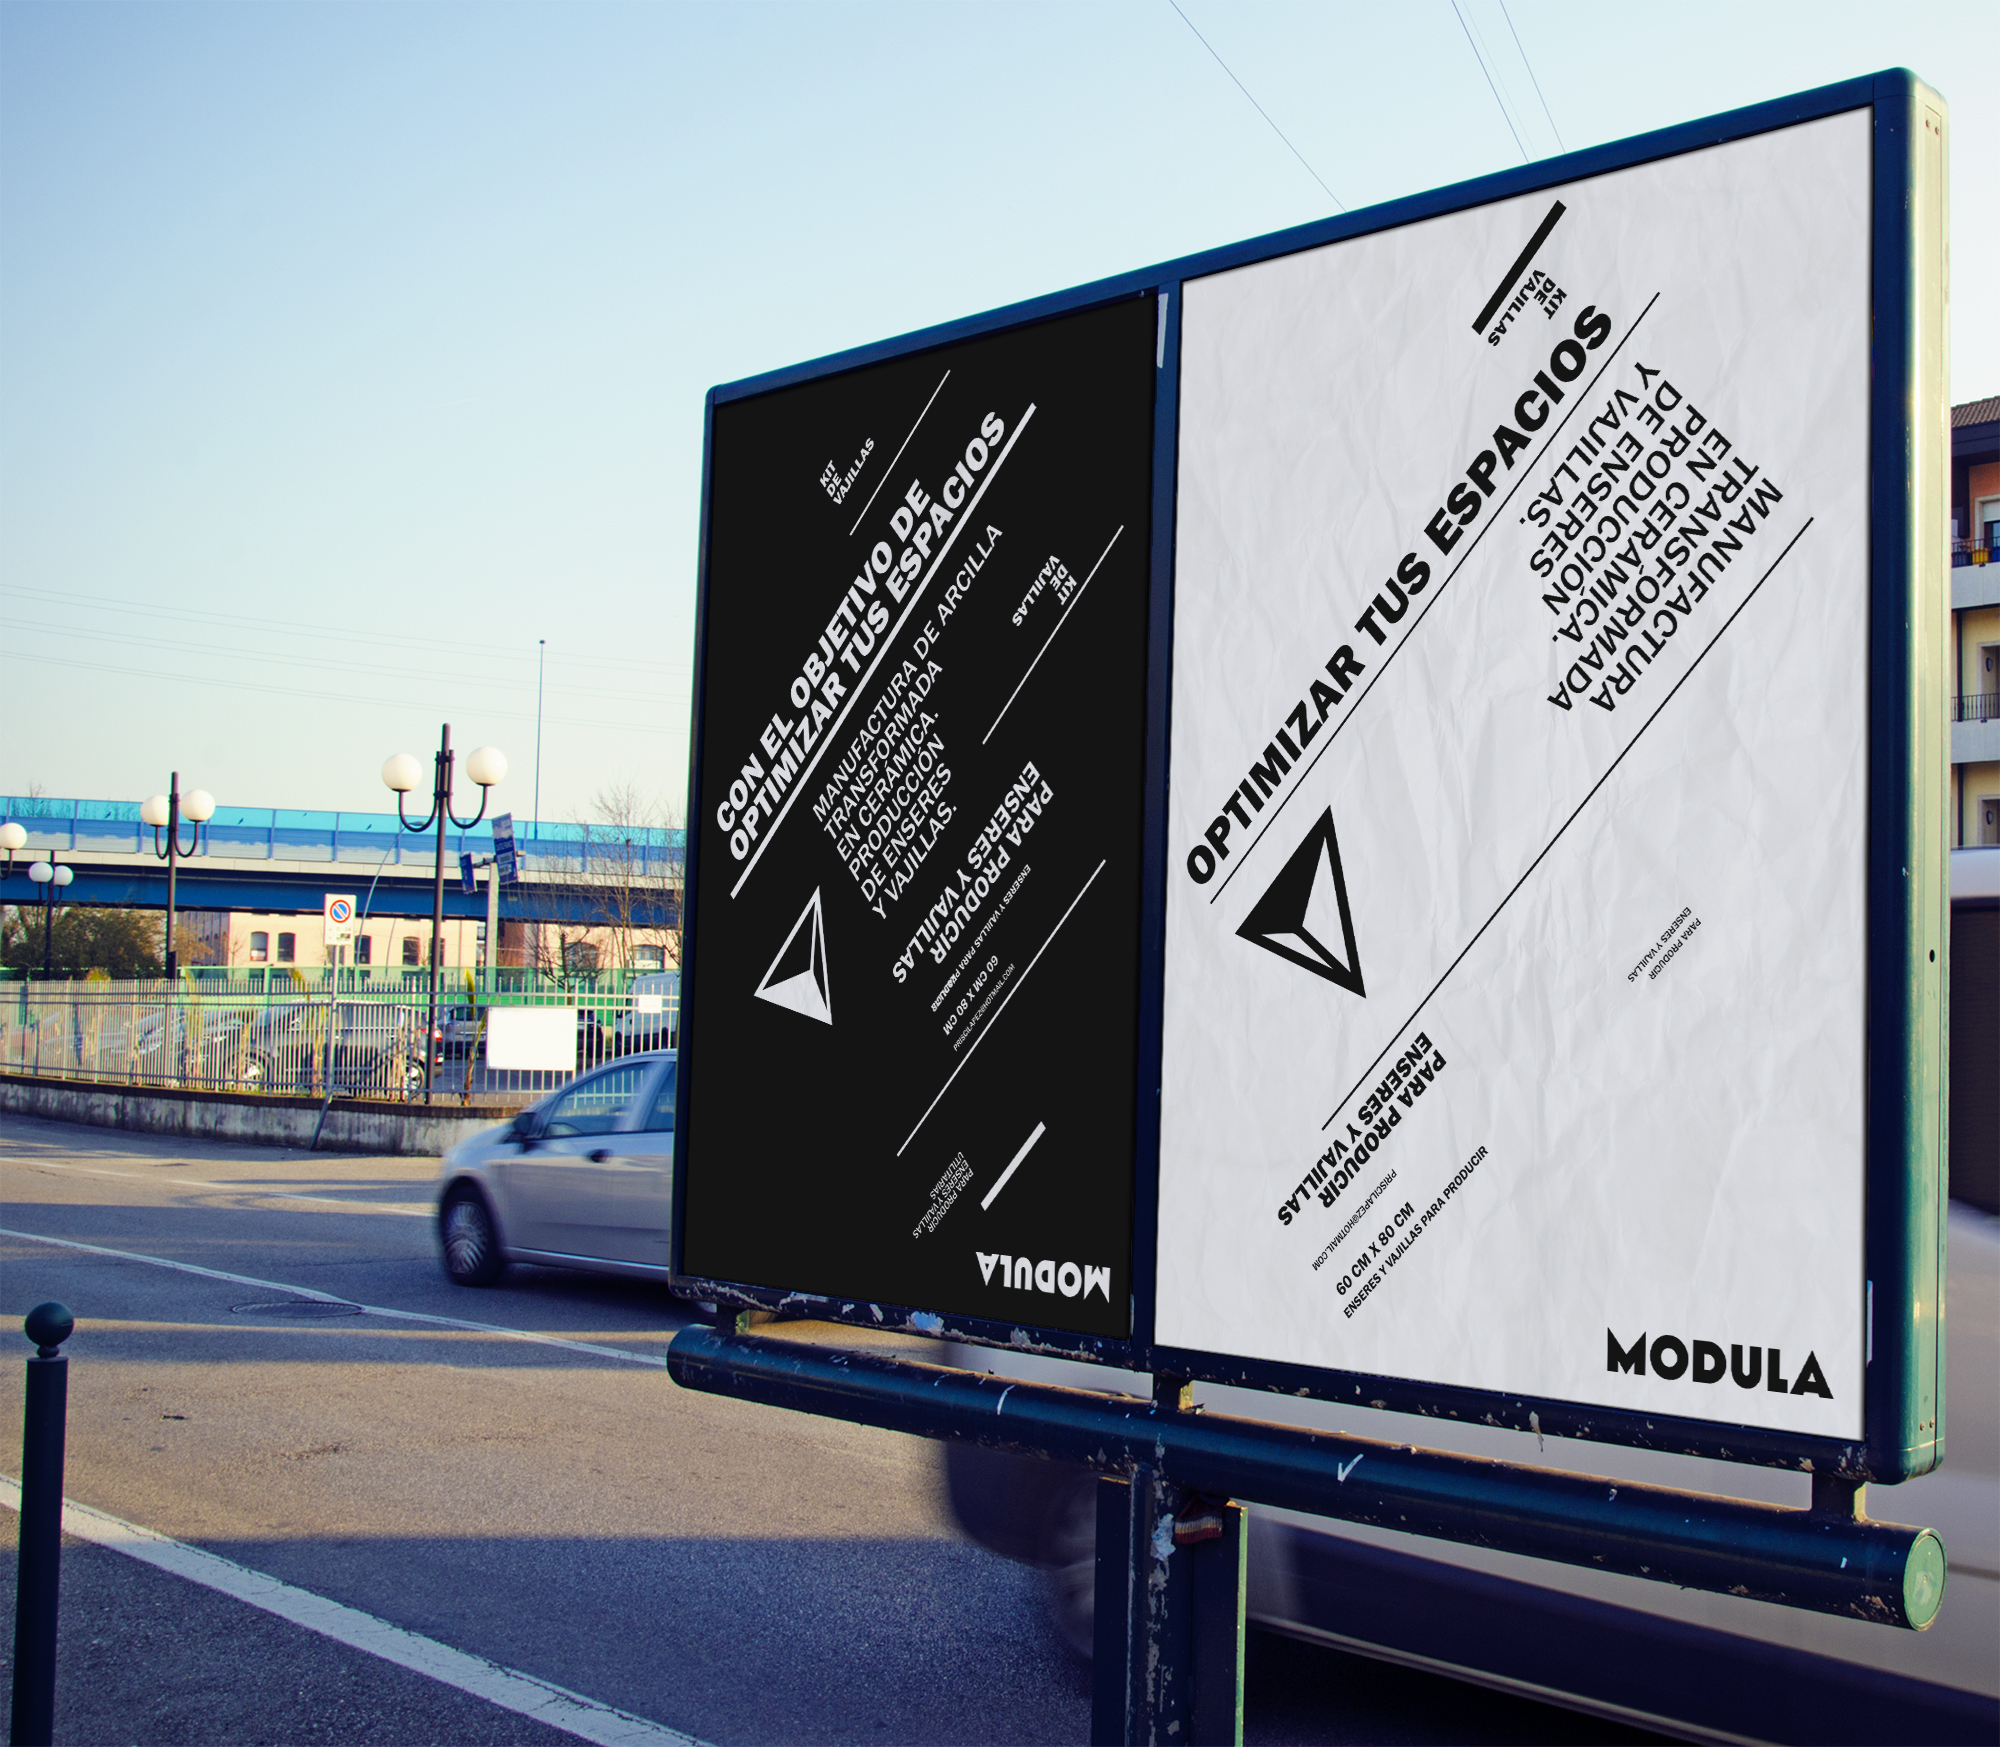 KIT
DE
VAJILLAS
CON EL OBJETIVO DE
OPTIMIZAR TUS ESPACIOS
MANUFACTURA DE ARCILLA
TRANSFORMADA
EN CERÁMICA.
PRODUCCIÓN
DE ENSERES
Y VAJILLAS.
KIT
DE
VAJILLAS
PARA PRODUCIR
ENSERES Y VAJILLAS
ENSERES Y VAJILLAS PARA PRODUCIR
60 CM X 80 CM
PRISCILAPEZ@HOTMAIL.COM
PARA PRODUCIR
ENSERES Y VAJILLAS
UTILITARIAS
MODULA
KIT
DE
VAJILLAS
OPTIMIZAR TUS ESPACIOS
MANUFACTURA
TRANSFORMADA
EN CERÁMICA.
PRODUCCIÓN
DE ENSERES
Y VAJILLAS.
PARA PRODUCIR
ENSERES Y VAJILLAS
PARA PRODUCIR
ENSERES Y VAJILLAS
PRISCILAPEZ@HOTMAIL.COM
60 CM X 80 CM
ENSERES Y VAJILLAS PARA PRODUCIR
MODULA